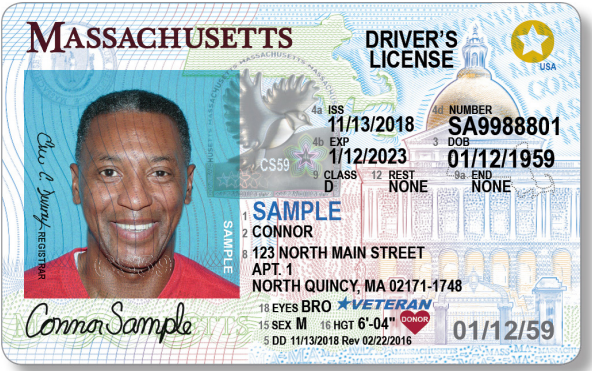 MASSACHUSETTS
DRIVER'S LICENSE
USA
4a ISS
11/13/2018
4d NUMBER
SA9988801
4b EXP
1/12/2023
3 DOB
01/12/1959
9 CLASS
D
12 REST
NONE
9a END
NONE
CS59
1 SAMPLE
2 CONNOR
8 123 NORTH MAIN STREET
APT. 1
NORTH QUINCY, MA 02171-1748
18 EYES BRO ★VETERAN
15 SEX M 16 HGT 6'-04" DONOR
5 DD 11/13/2018 Rev 02/22/2016
01/12/59
REGISTRAR
SAMPLE
Connor Sample